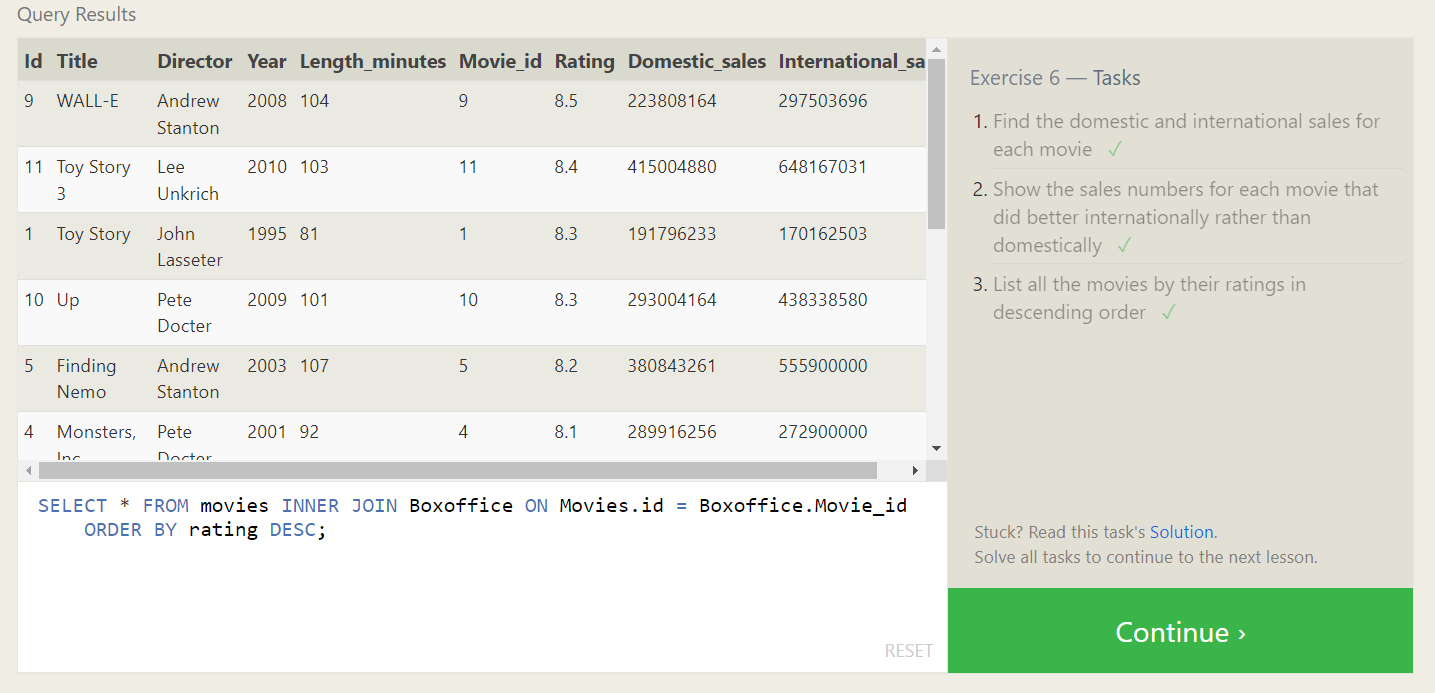 Query Results
Id Title Director Year Length_minutes Movie_id Rating Domestic_sales International_sa
9 WALL-E Andrew 2008 104 9 8.5 223808164 297503696
Stanton
11 Toy Story Lee 2010 103 11 8.4 415004880 648167031
3 Unkrich
1 Toy Story John 1995 81 1 8.3 191796233 170162503
Lasseter
10 Up Pete 2009 101 10 8.3 293004164 438338580
Docter
5 Finding Andrew 2003 107 5 8.2 380843261 555900000
Nemo Stanton
4 Monsters, Pete 2001 92 4 8.1 289916256 272900000
Inc Docter
SELECT * FROM movies INNER JOIN Boxoffice ON Movies.id = Boxoffice.Movie_id
ORDER BY rating DESC;
RESET
Exercise 6 — Tasks
1. Find the domestic and international sales for
each movie ✓
2. Show the sales numbers for each movie that
did better internationally rather than
domestically ✓
3. List all the movies by their ratings in
descending order ✓
Stuck? Read this task's Solution.
Solve all tasks to continue to the next lesson.
Continue ›